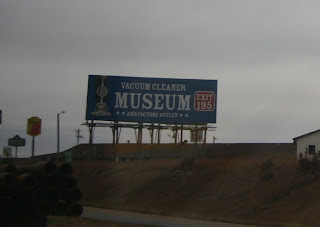 VACUUM CLEANER
MUSEUM
AND FACTORY OUTLET
EXIT
195